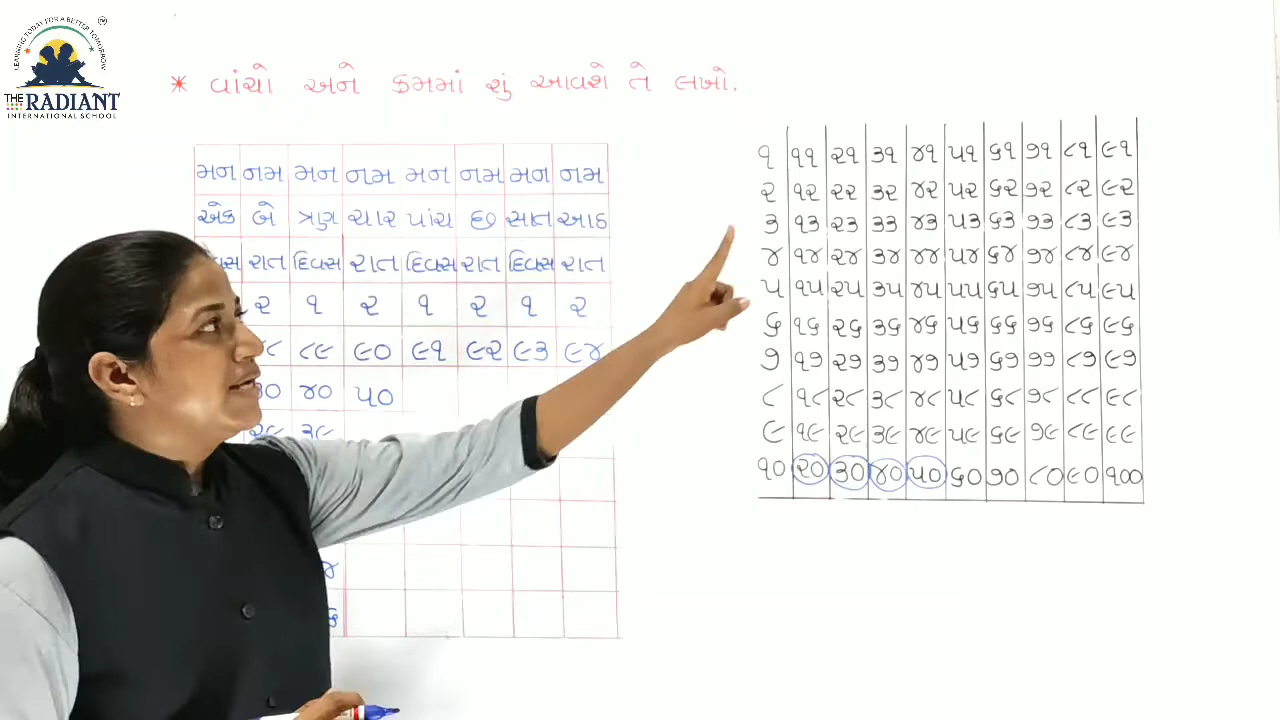 LEARNING TODAY FOR A BETTER TOMORROW
THE RADIANT
INTERNATIONAL SCHOOL
* વાંચો અને ક્રમમાં શું આવશે તે લખો.
મન નમ મન નમ મન નમ મન નમ
એક બે ત્રણ ચાર પાંચ છ સાત આઠ
રાત દિવસ રાત દિવસ રાત દિવસ રાત
૨ ૧ ૨ ૧ ૨ ૧ ૨
૮૯ ૯૦ ૯૧ ૯૨ ૯૩ ૯૪
૪૦ ૫૦
૨૯ ૩૯
૧ ૧૧ ૨૧ ૩૧ ૪૧ ૫૧ ૬૧ ૭૧ ૮૧ ૯૧
૨ ૧૨ ૨૨ ૩૨ ૪૨ ૫૨ ૬૨ ૭૨ ૮૨ ૯૨
૩ ૧૩ ૨૩ ૩૩ ૪૩ ૫૩ ૬૩ ૭૩ ૮૩ ૯૩
૪ ૧૪ ૨૪ ૩૪ ૪૪ ૫૪ ૬૪ ૭૪ ૮૪ ૯૪
૫ ૧૫ ૨૫ ૩૫ ૪૫ ૫૫ ૬૫ ૭૫ ૮૫ ૯૫
૬ ૧૬ ૨૬ ૩૬ ૪૬ ૫૬ ૬૬ ૭૬ ૮૬ ૯૬
૭ ૧૭ ૨૭ ૩૭ ૪૭ ૫૭ ૬૭ ૭૭ ૮૭ ૯૭
૮ ૧૮ ૨૮ ૩૮ ૪૮ ૫૮ ૬૮ ૭૮ ૮૮ ૯૮
૯ ૧૯ ૨૯ ૩૯ ૪૯ ૫૯ ૬૯ ૭૯ ૮૯ ૯૯
૧૦ ૨૦ ૩૦ ૪૦ ૫૦ ૬૦ ૭૦ ૮૦ ૯૦ ૧૦૦